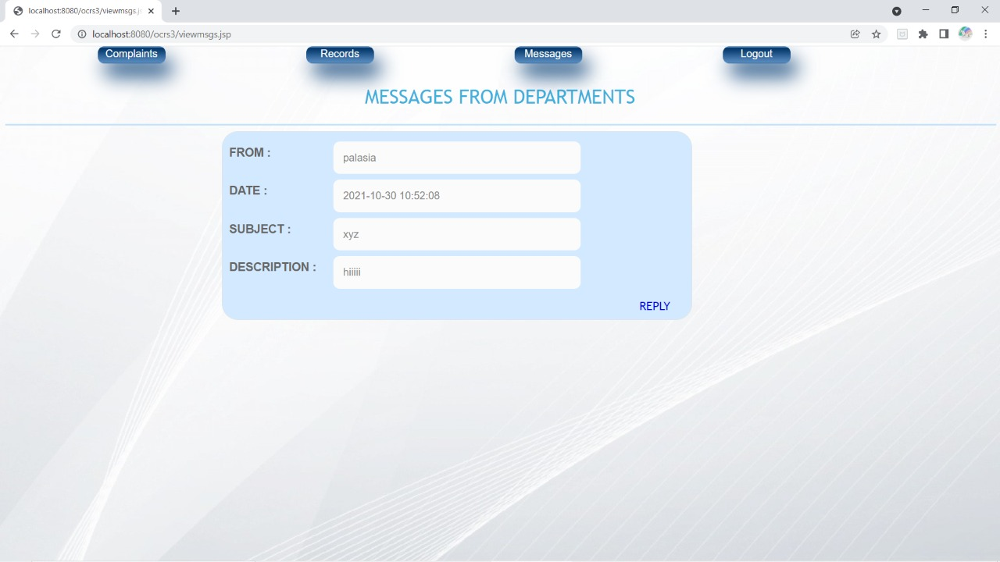 localhost:8080/ocrs3/viewmsgs.js
localhost:8080/ocrs3/viewmsgs.jsp
Complaints Records Messages Logout
MESSAGES FROM DEPARTMENTS
FROM : palasia
DATE : 2021-10-30 10:52:08
SUBJECT : xyz
DESCRIPTION : hiiiii
REPLY